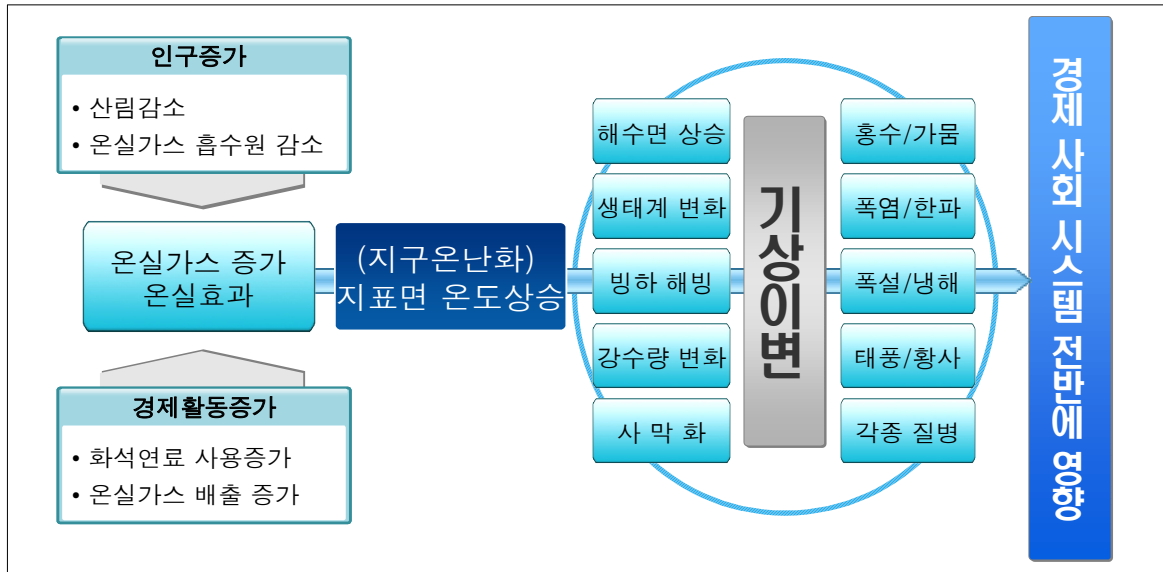 인구증가
• 산림감소
• 온실가스 흡수원 감소
온실가스 증가
온실효과
경제활동증가
• 화석연료 사용증가
• 온실가스 배출 증가
(지구온난화)
지표면 온도상승
해수면 상승
생태계 변화
빙하 해빙
강수량 변화
사 막 화
기상이변
홍수/가뭄
폭염/한파
폭설/냉해
태풍/황사
각종 질병
경제 사회 시스템 전반에 영향